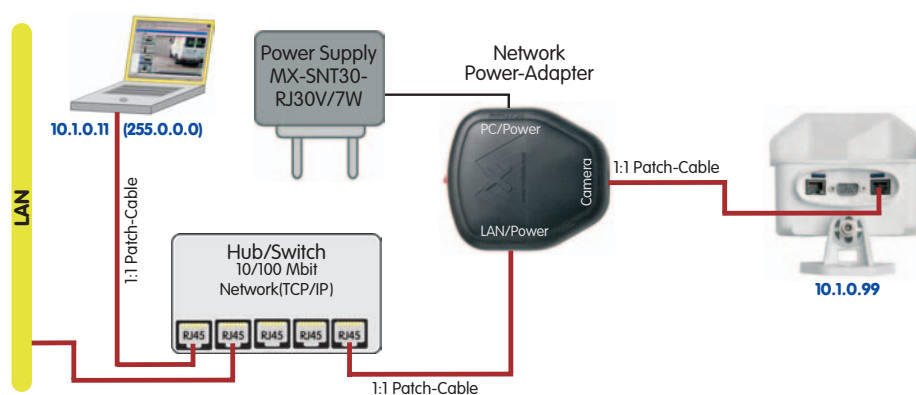 LAN
10.1.0.11 (255.0.0.0)
1:1 Patch-Cable
Power Supply
MX-SNT30-
RJ30V/7W
Network
Power-Adapter
PC/Power
Camera
LAN/Power
1:1 Patch-Cable
10.1.0.99
Hub/Switch
10/100 Mbit
Network(TCP/IP)
RJ45 RJ45 RJ45 RJ45 RJ45
1:1 Patch-Cable